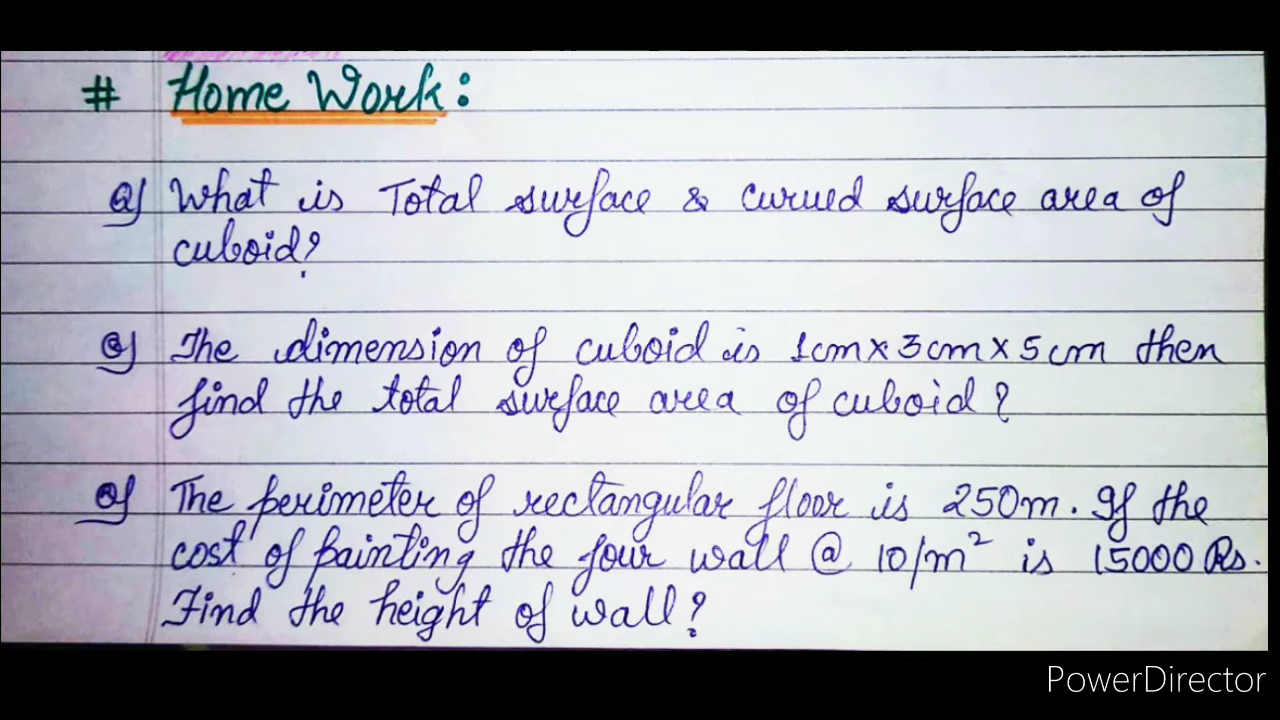 # Home Work:
Q) What is Total surface & curved surface area of
cuboid?
Q) The dimension of cuboid is 1cm x 3cm x 5cm then
find the total surface area of cuboid?
Q) The perimeter of rectangular floor is 250m. If the
cost of painting the four wall @ 10/m² is 15000 Rs.
Find the height of wall?
PowerDirector